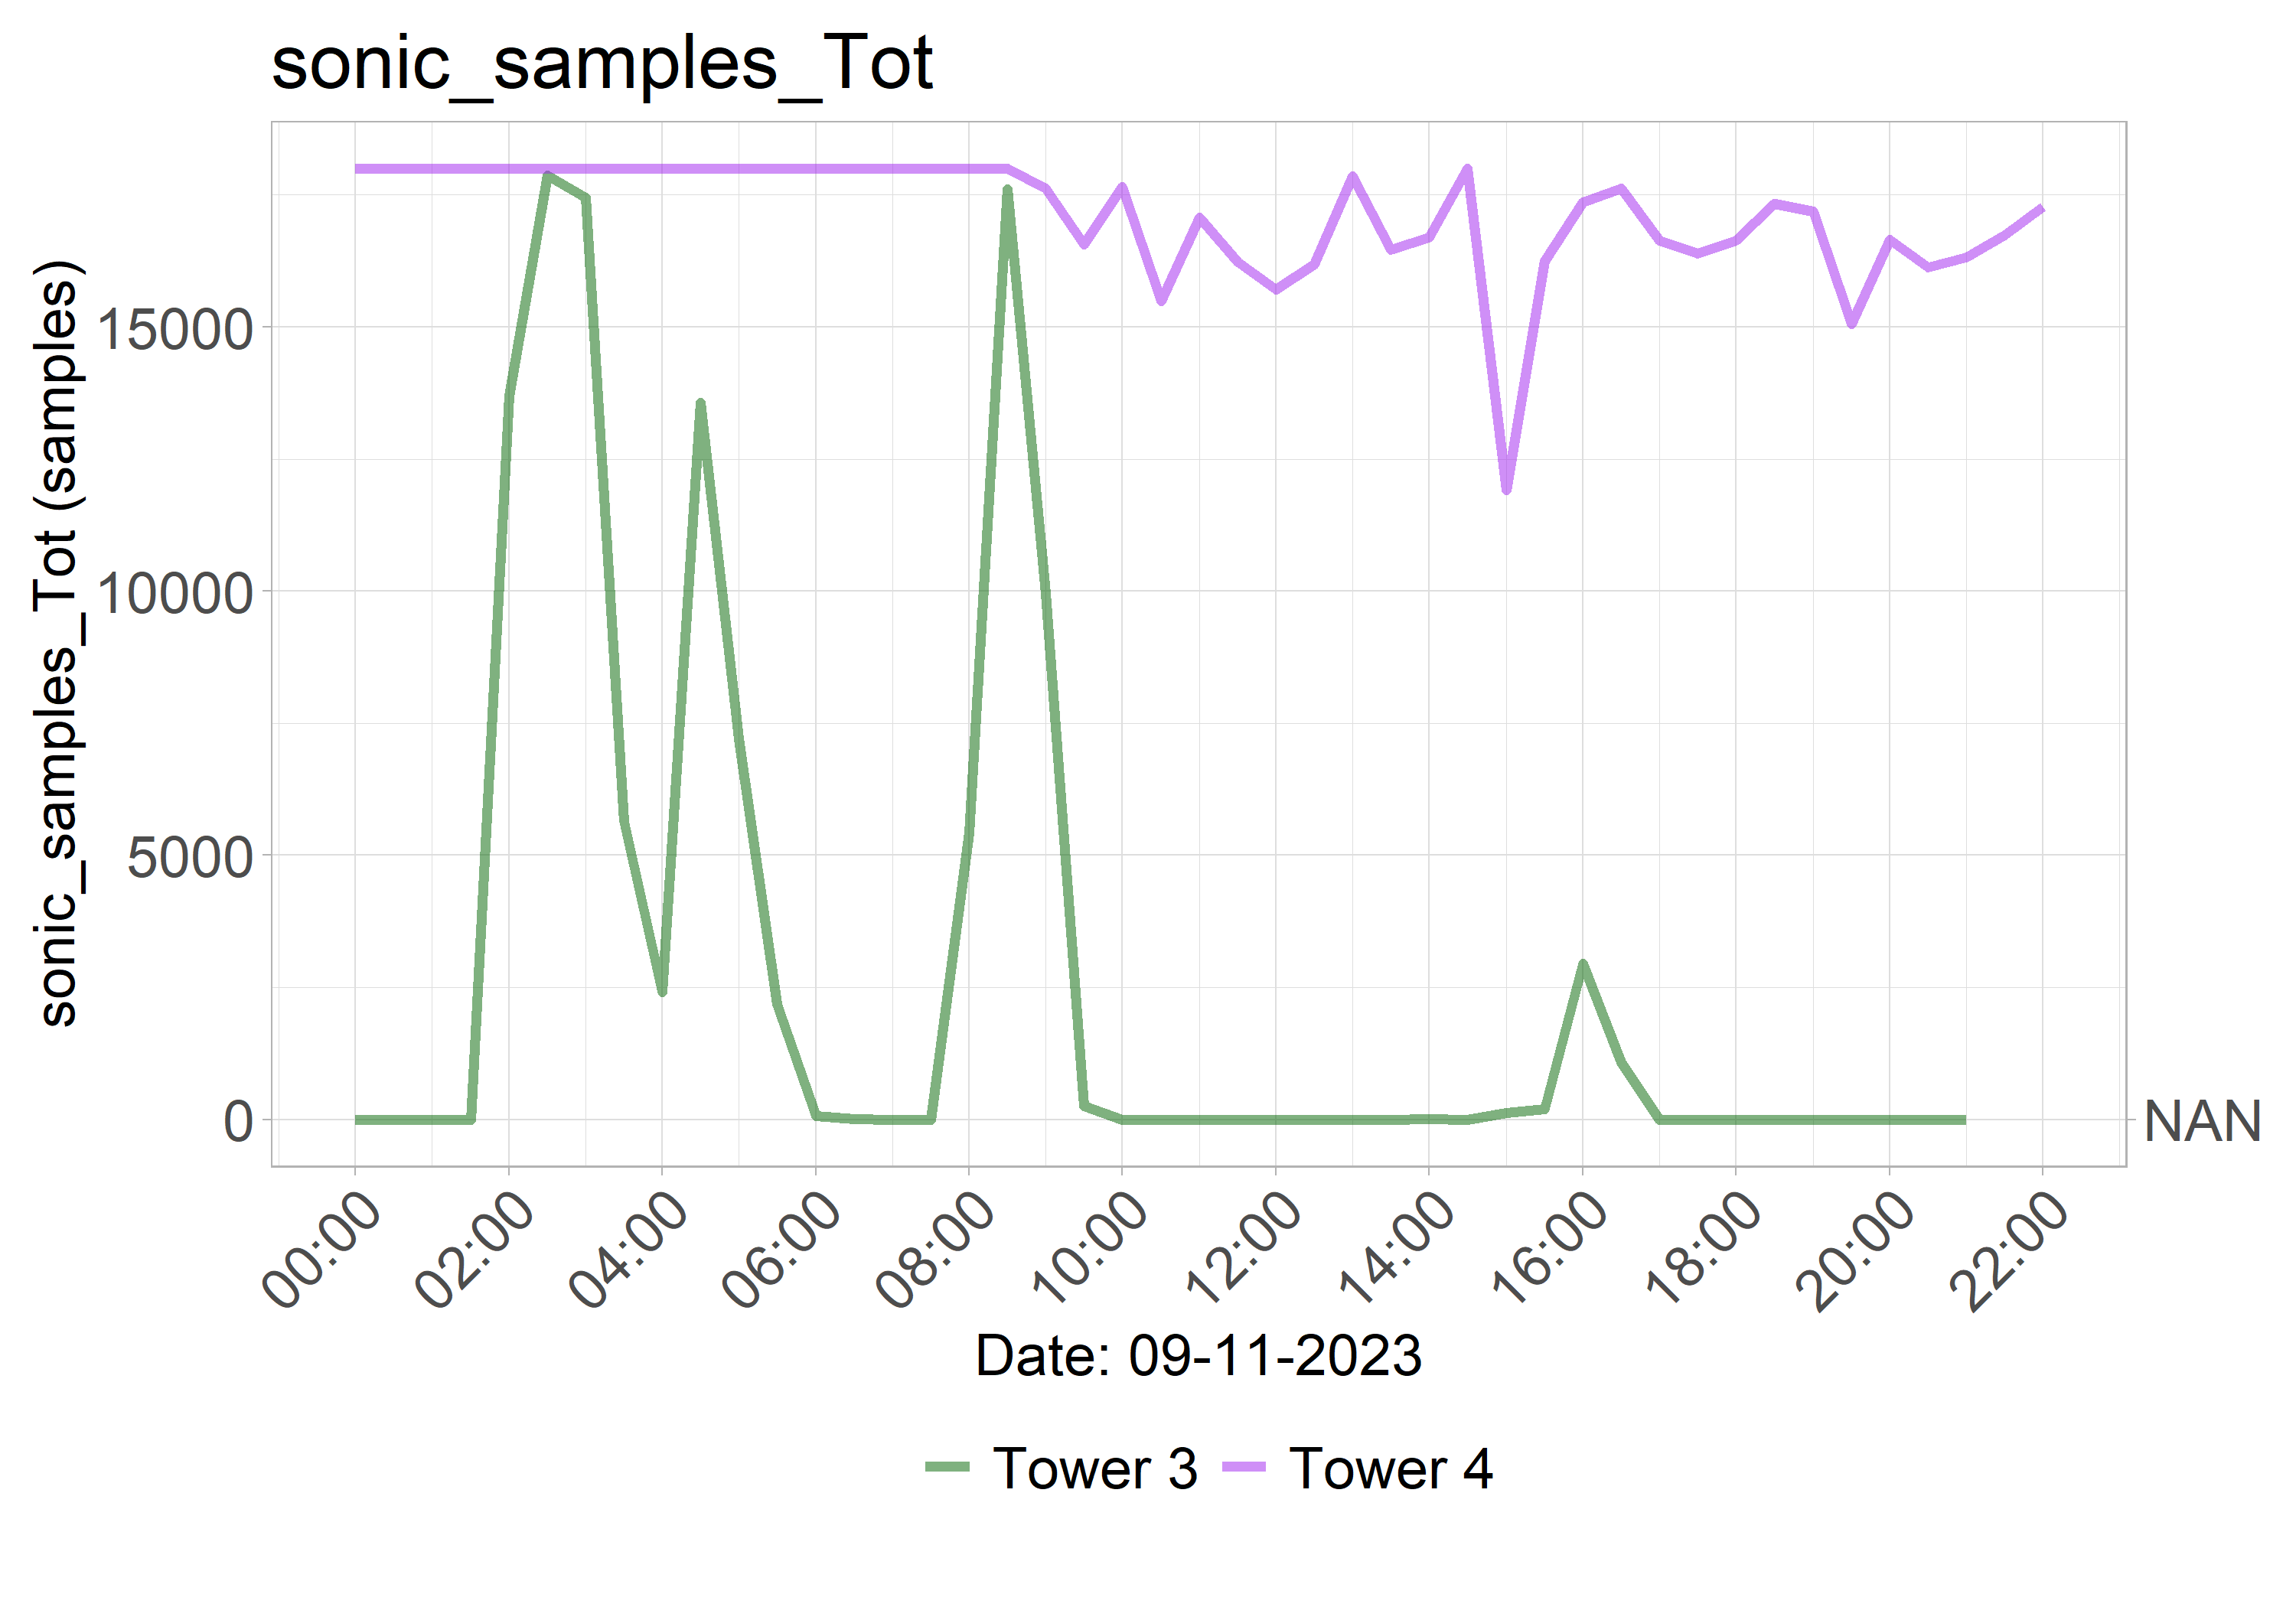 sonic_samples_Tot
sonic_samples_Tot (samples)
15000
10000
5000
0
NAN
00:00
02:00
04:00
06:00
08:00
10:00
12:00
14:00
16:00
18:00
20:00
22:00
Date: 09-11-2023
Tower 3
Tower 4